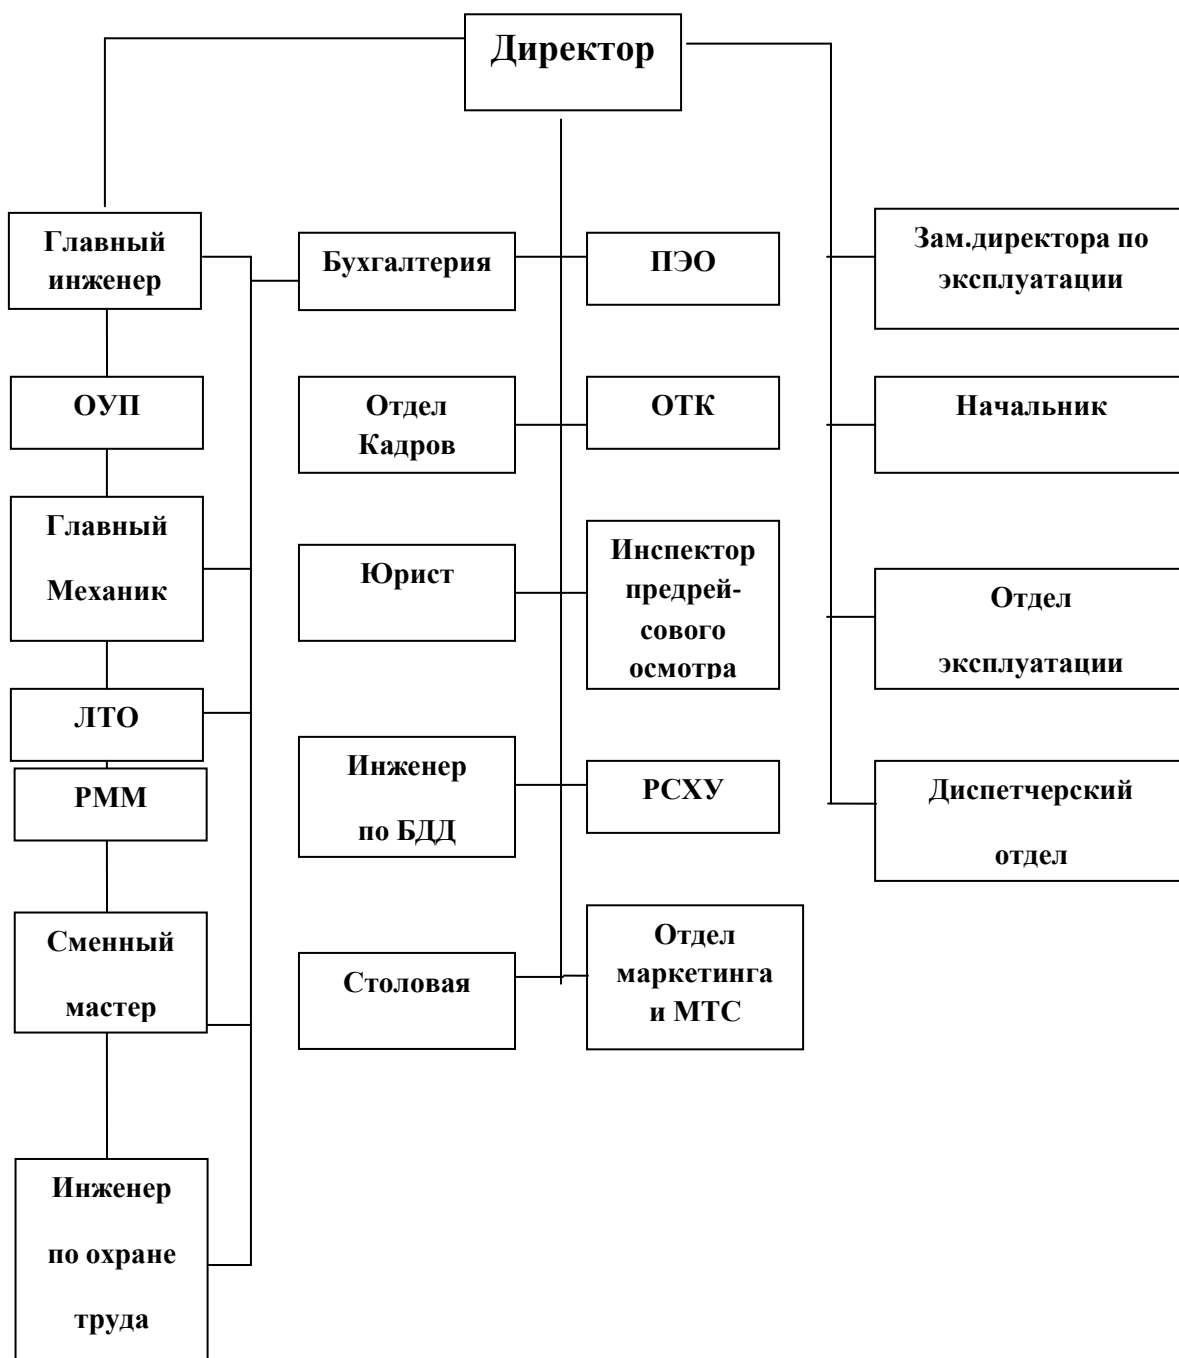 Директор
Главный
инженер
Бухгалтерия
ПЭО
Зам.директора по
эксплуатации
ОУП
Отдел
Кадров
ОТК
Начальник
Главный
Механик
Юрист
Инспектор
предрей-
сового
осмотра
Отдел
эксплуатации
ЛТО
РММ
Инженер
по БДД
РСХУ
Диспетчерский
отдел
Сменный
мастер
Столовая
Отдел
маркетинга
и МТС
Инженер
по охране
труда